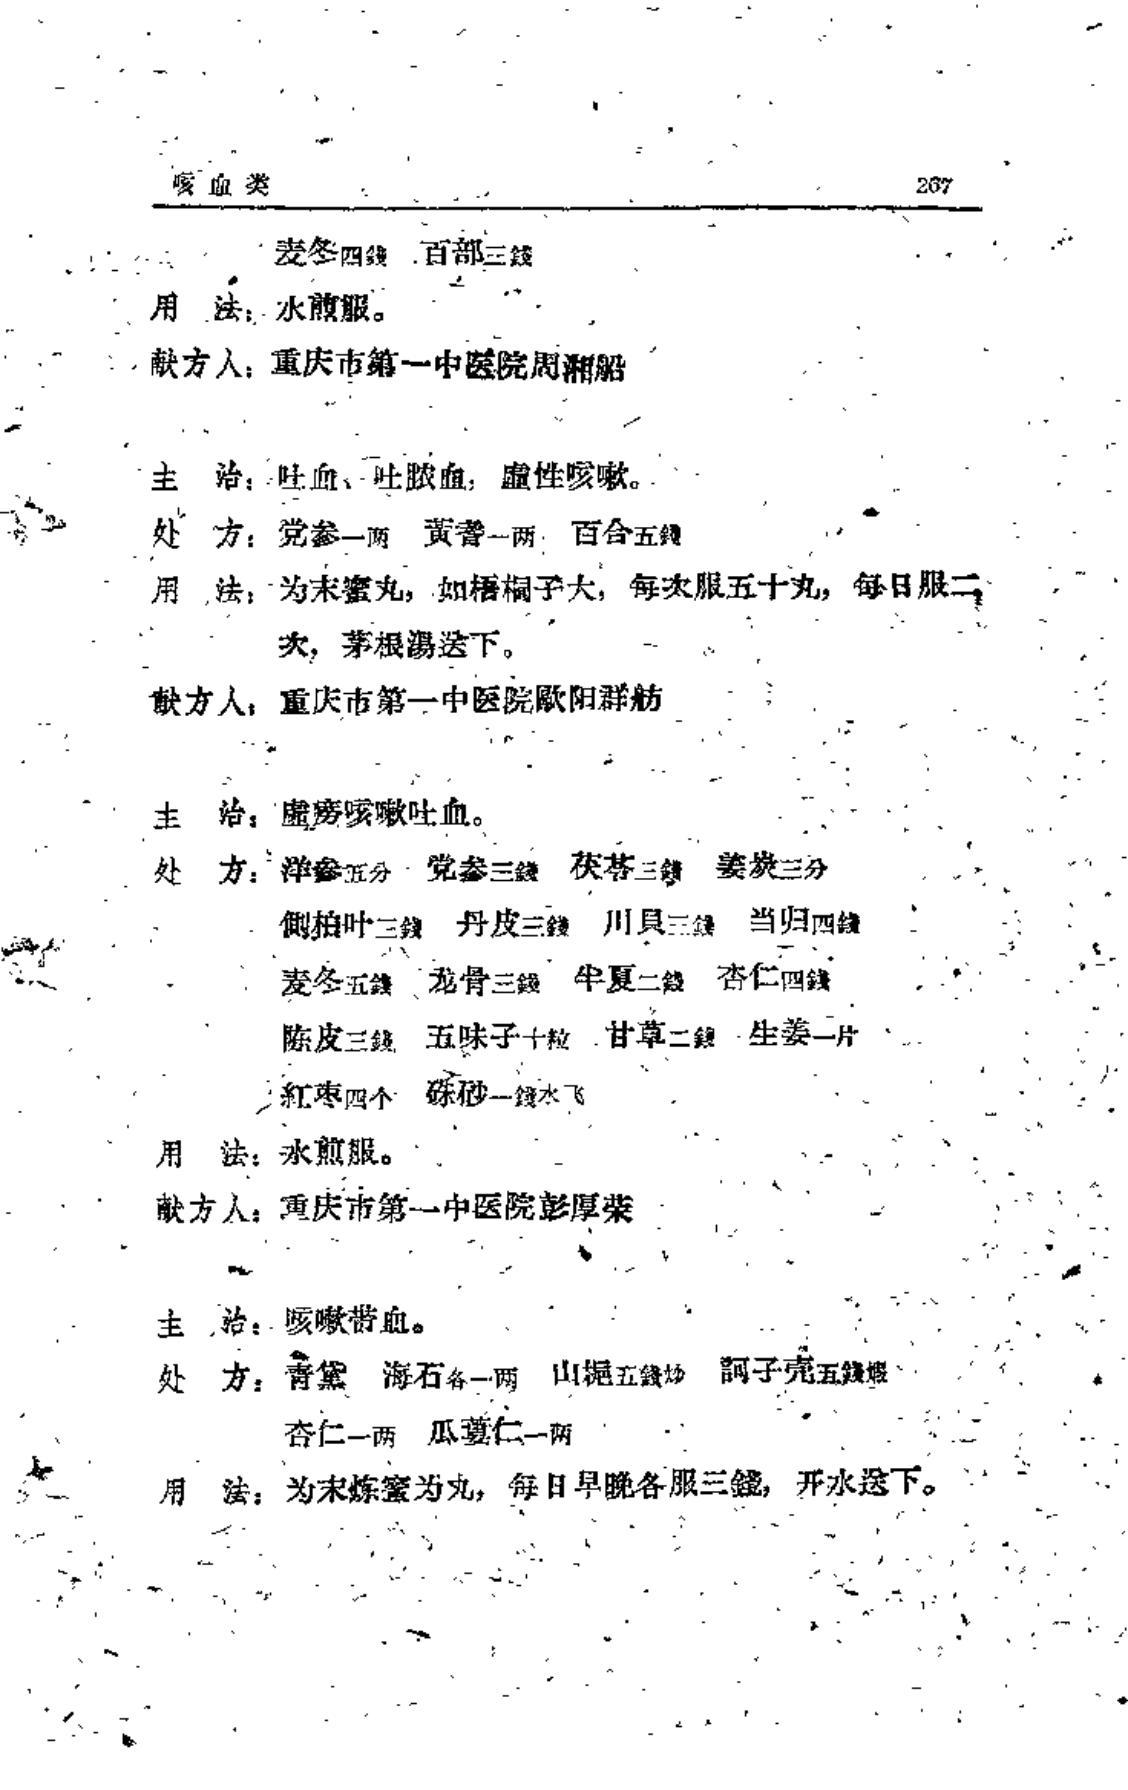 咳血类 267
麦冬四錢 百部三錢
用 法：水煎服。
献方人：重庆市第一中医院周湘船
主 治：吐血、吐脓血，虛性咳嗽。
处 方：党参一两 黃耆一两 百合五錢
用 法：为末蜜丸，如梧桐子大，每次服五十丸，每日服二
次，茅根湯送下。
献方人：重庆市第一中医院歐阳群舫
主 治：虛痨咳嗽吐血。
处 方：洋参五分 党参三錢 茯苓三錢 姜炭三分
側柏叶三錢 丹皮三錢 川貝三錢 当归四錢
麦冬五錢 龙骨三錢 半夏二錢 杏仁四錢
陈皮三錢 五味子十粒 甘草二錢 生姜一片
紅枣四个 硃砂一錢水飞
用 法：水煎服。
献方人：重庆市第一中医院彭厚荣
主 治：咳嗽带血。
处 方：青黛 海石各一两 山梔五錢炒 訶子壳五錢煅
杏仁一两 瓜蔞仁一两
用 法：为末炼蜜为丸，每日早晚各服三錢，开水送下。